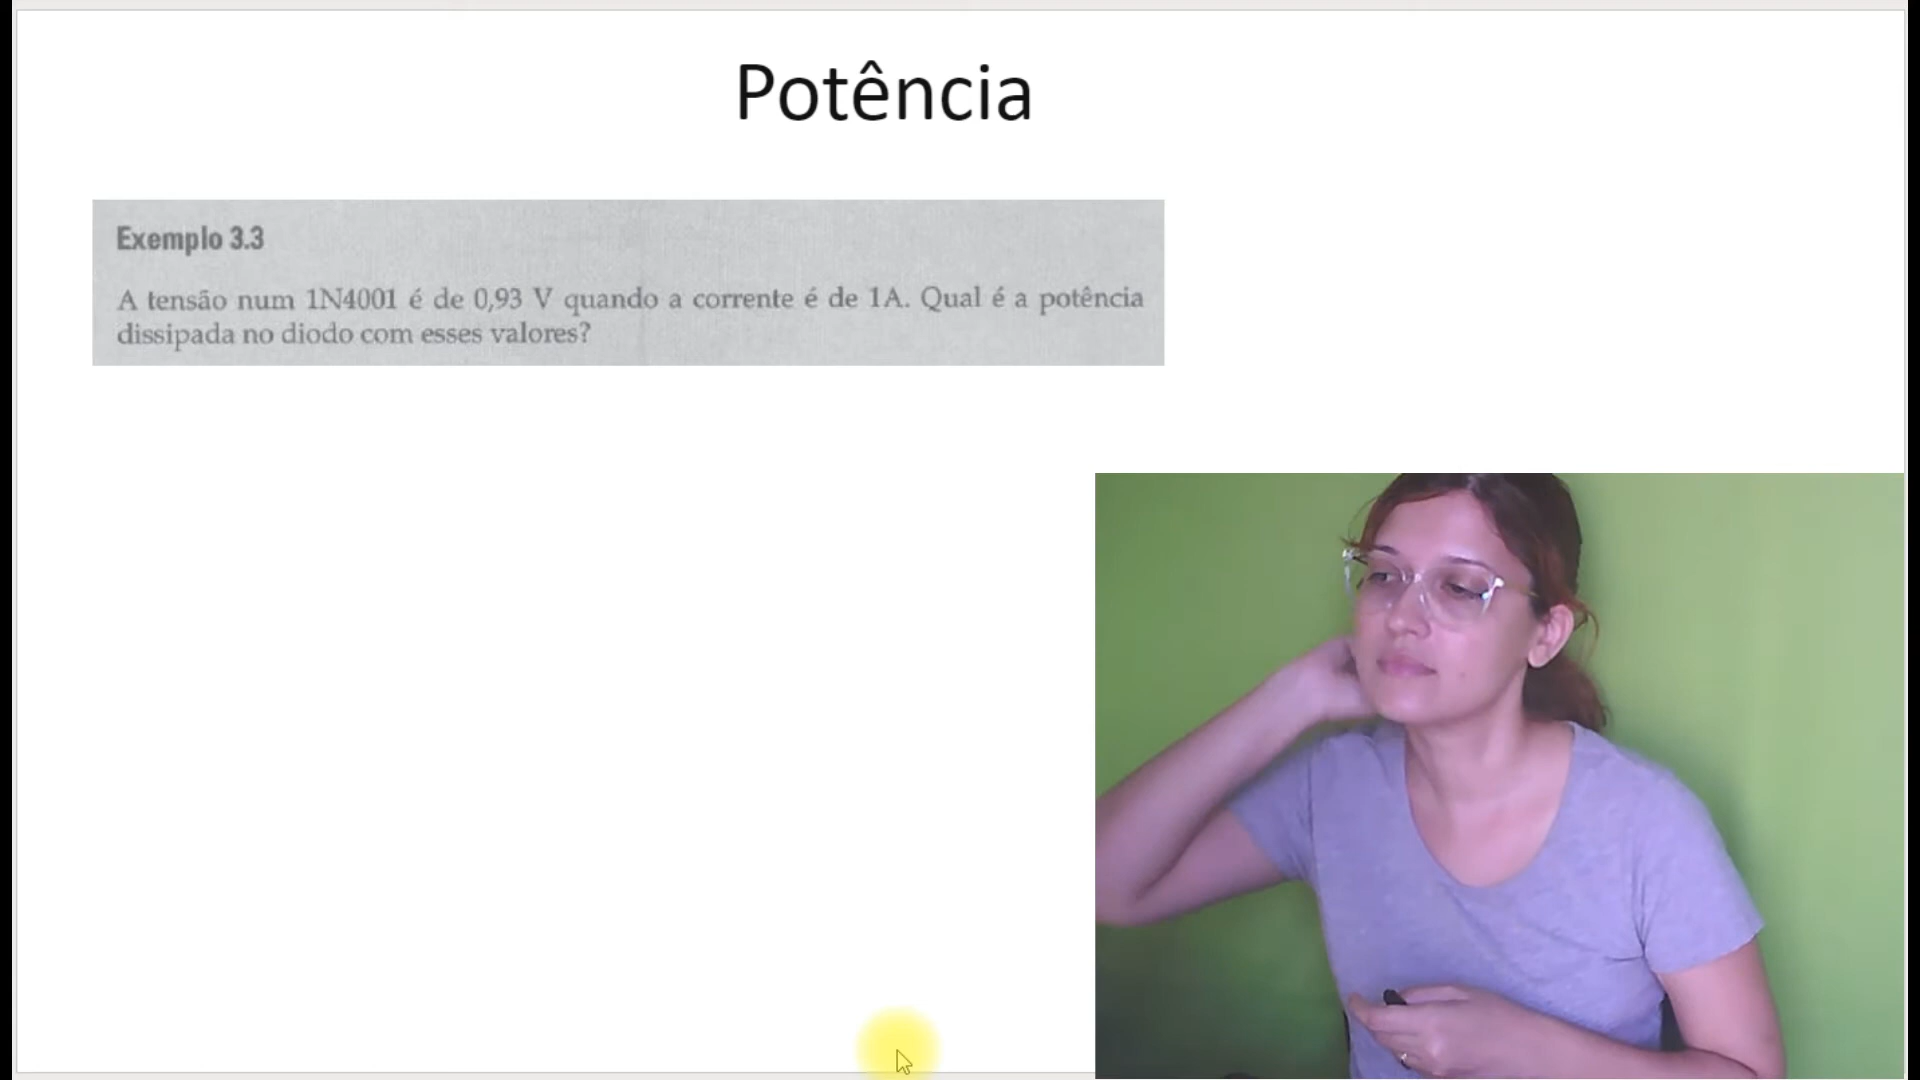 Potência
Exemplo 3.3
A tensão num 1N4001 é de 0,93 V quando a corrente é de 1A. Qual é a potência
dissipada no diodo com esses valores?